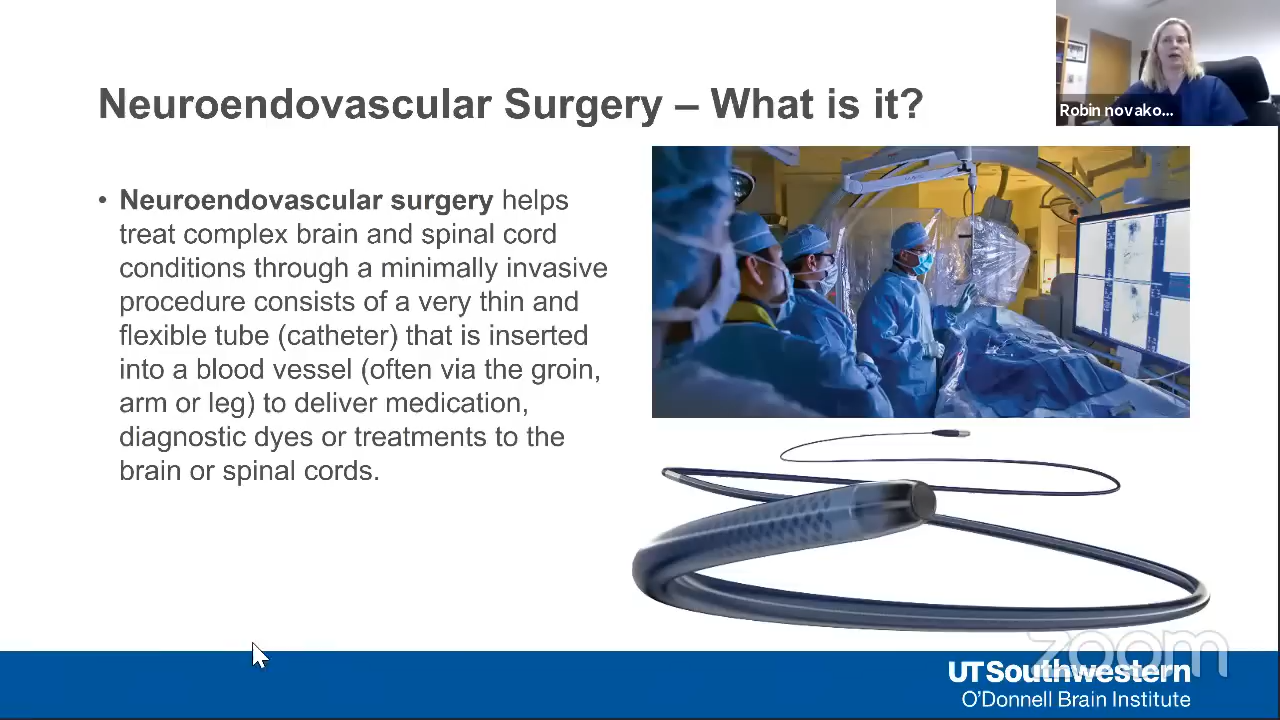 Neuroendovascular Surgery – What is it?
Robin novako...
• Neuroendovascular surgery helps
treat complex brain and spinal cord
conditions through a minimally invasive
procedure consists of a very thin and
flexible tube (catheter) that is inserted
into a blood vessel (often via the groin,
arm or leg) to deliver medication,
diagnostic dyes or treatments to the
brain or spinal cords.
zoom
UTSouthwestern
O'Donnell Brain Institute